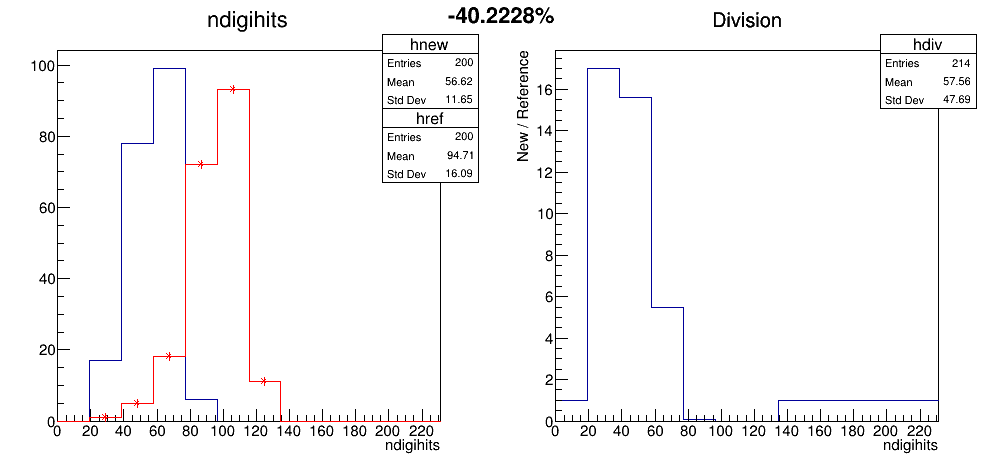 -40.2228%
ndigihits
hnew
Entries 200
Mean 56.62
Std Dev 11.65
href
Entries 200
Mean 94.71
Std Dev 16.09
100
80
60
40
20
0
0 20 40 60 80 100 120 140 160 180 200 220
ndigihits
Division
hdiv
Entries 214
Mean 57.56
Std Dev 47.69
New / Reference
16
14
12
10
8
6
4
2
0
0 20 40 60 80 100 120 140 160 180 200 220
ndigihits